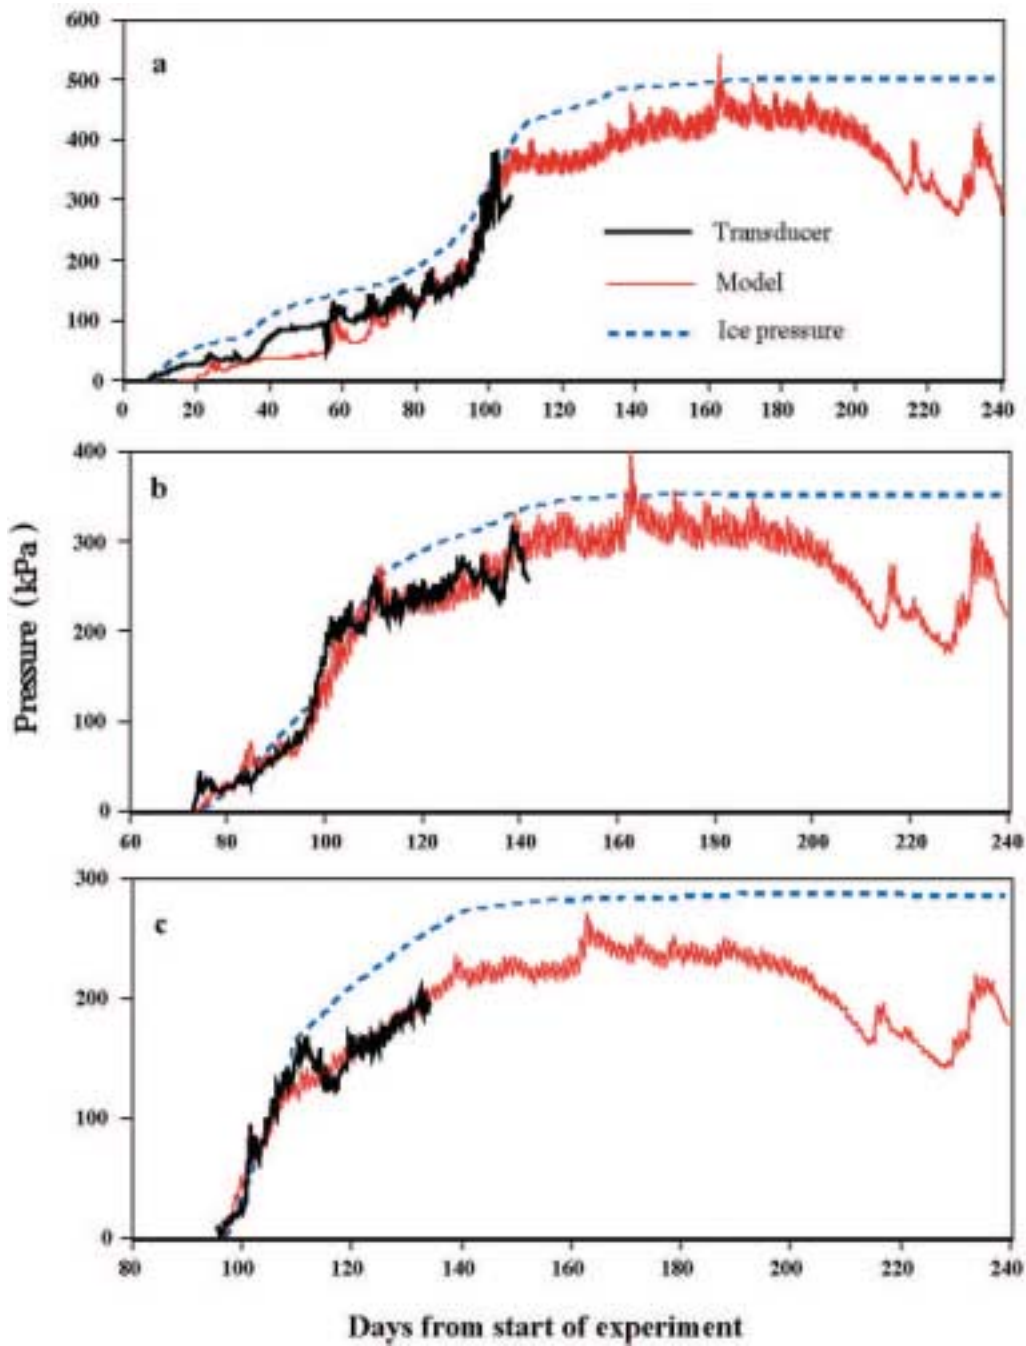 600
a
500
400
300
200
100
0
Transducer
Model
Ice pressure
0 20 40 60 80 100 120 140 160 180 200 220 240
Pressure (kPa)
400
b
300
200
100
0
60 80 100 120 140 160 180 200 220 240
300
c
200
100
0
80 100 120 140 160 180 200 220 240
Days from start of experiment